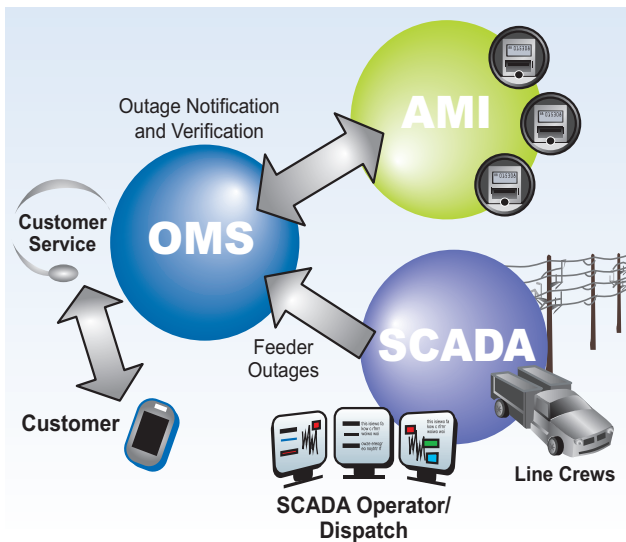 Outage Notification
and Verification
AMI
Customer
Service
OMS
Feeder
Outages
SCADA
Customer
SCADA Operator/
Dispatch
Line Crews